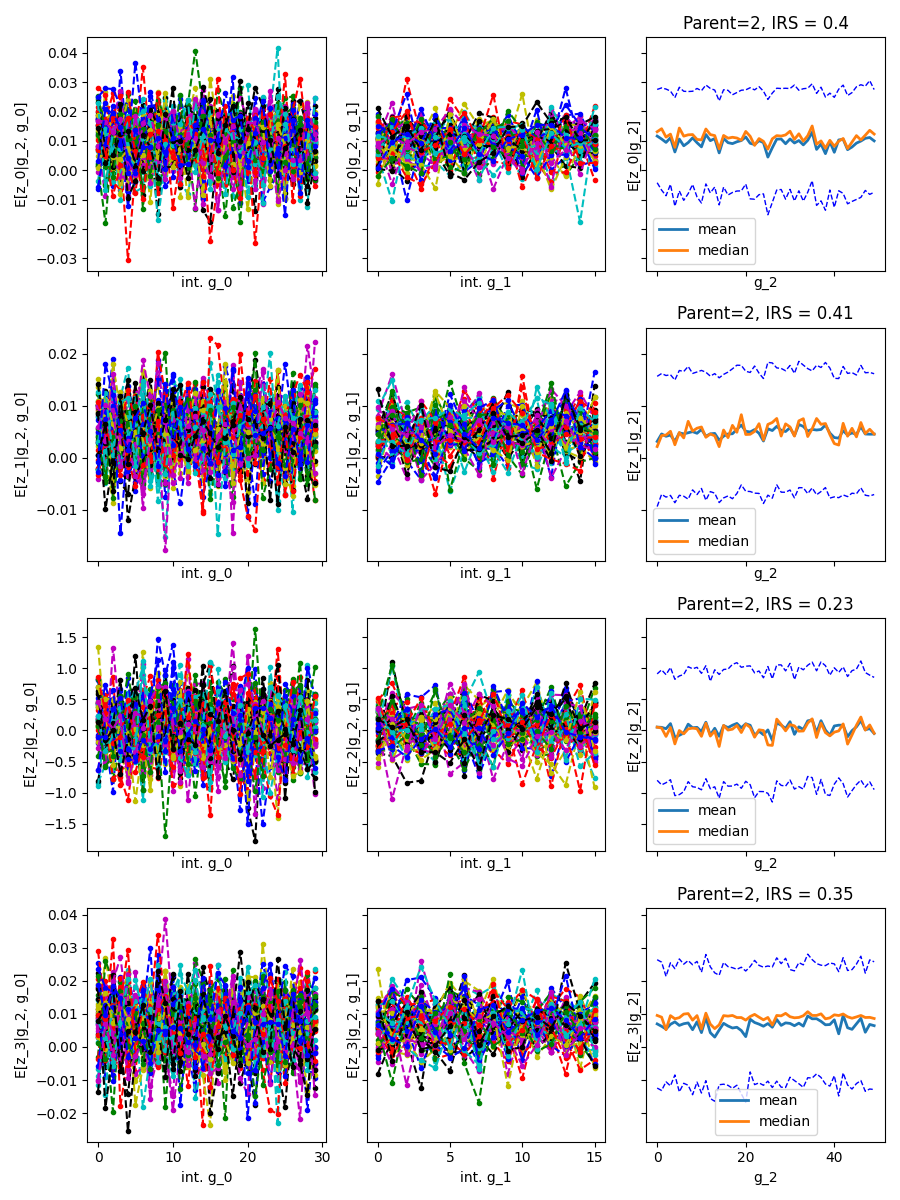 Parent=2, IRS = 0.4
E[z_0|g_2, g_0]
0.04
0.03
0.02
0.01
0.00
−0.01
−0.02
−0.03
int. g_0
E[z_0|g_2, g_1]
int. g_1
E[z_0|g_2]
mean
median
g_2
Parent=2, IRS = 0.41
E[z_1|g_2, g_0]
0.02
0.01
0.00
−0.01
int. g_0
E[z_1|g_2, g_1]
int. g_1
E[z_1|g_2]
mean
median
g_2
Parent=2, IRS = 0.23
E[z_2|g_2, g_0]
1.5
1.0
0.5
0.0
−0.5
−1.0
−1.5
int. g_0
E[z_2|g_2, g_1]
int. g_1
E[z_2|g_2]
mean
median
g_2
Parent=2, IRS = 0.35
E[z_3|g_2, g_0]
0.04
0.03
0.02
0.01
0.00
−0.01
−0.02
0 10 20 30
int. g_0
E[z_3|g_2, g_1]
0 5 10 15
int. g_1
E[z_3|g_2]
mean
median
0 20 40
g_2